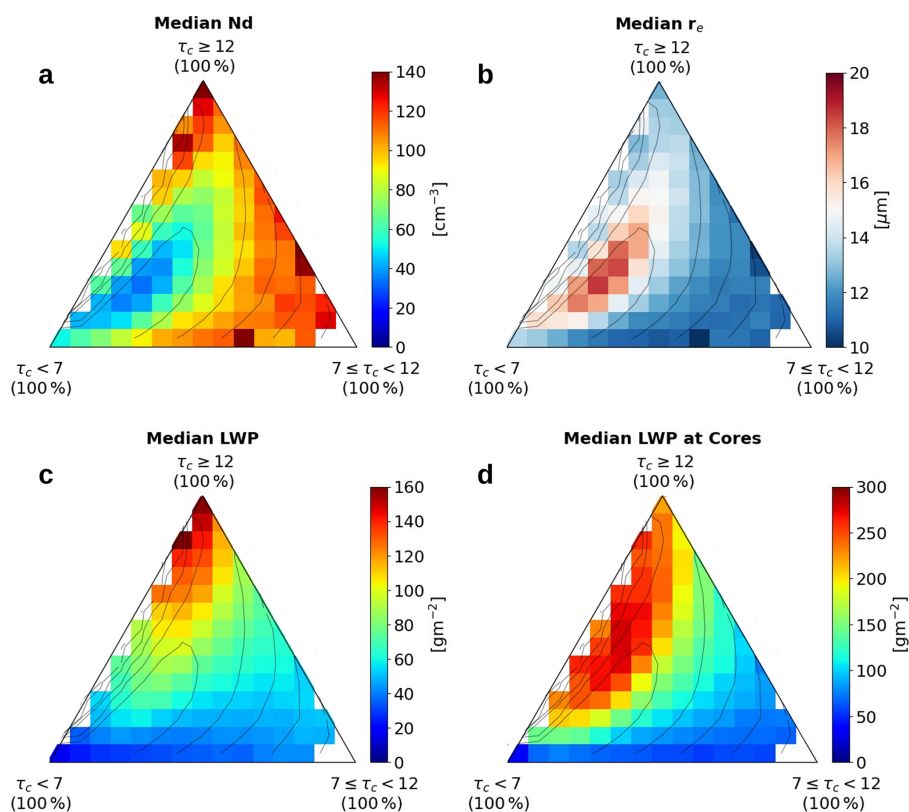 Median Nd
τc ≥ 12
(100 %)
a
140
120
100
80
60
40
20
0
[cm⁻³]
τc < 7
(100 %)
7 ≤ τc < 12
(100 %)
Median re
τc ≥ 12
(100 %)
b
20
18
16
14
12
10
[μm]
τc < 7
(100 %)
7 ≤ τc < 12
(100 %)
Median LWP
τc ≥ 12
(100 %)
c
160
140
120
100
80
60
40
20
0
[gm⁻²]
τc < 7
(100 %)
7 ≤ τc < 12
(100 %)
Median LWP at Cores
τc ≥ 12
(100 %)
d
300
250
200
150
100
50
0
[gm⁻²]
τc < 7
(100 %)
7 ≤ τc < 12
(100 %)